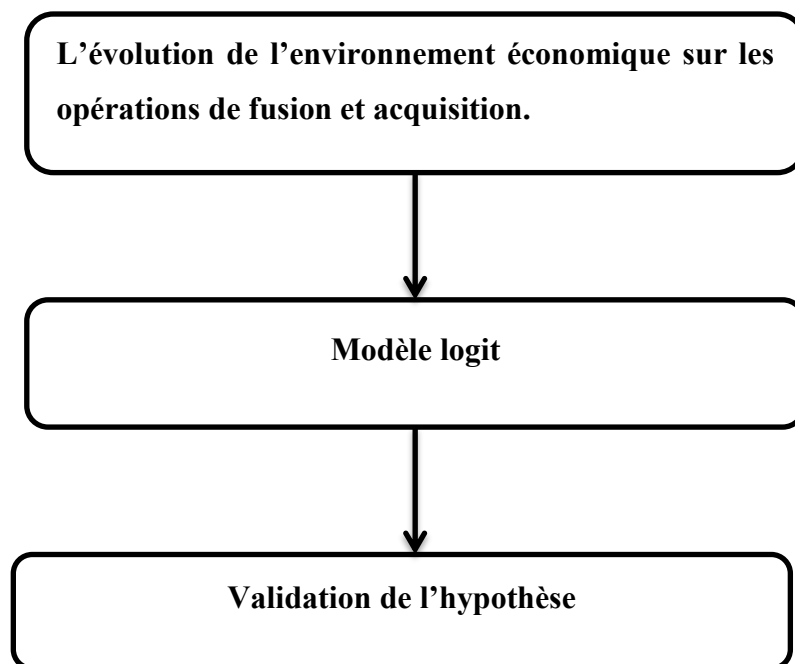 L’évolution de l’environnement économique sur les
opérations de fusion et acquisition.
Modèle logit
Validation de l’hypothèse